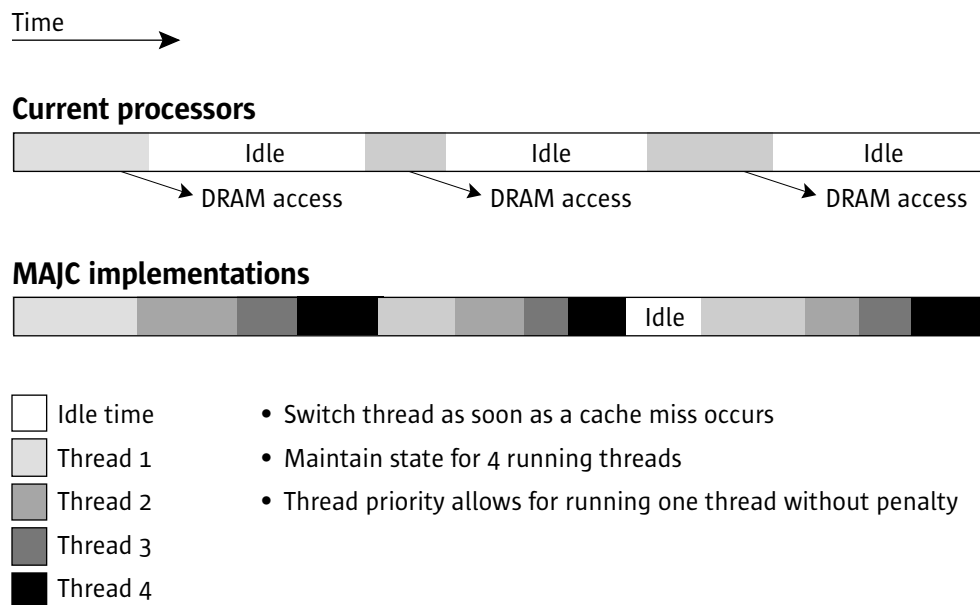 Time
Current processors
Idle Idle Idle
DRAM access DRAM access DRAM access
MAJC implementations
Idle
Idle time • Switch thread as soon as a cache miss occurs
Thread 1 • Maintain state for 4 running threads
Thread 2 • Thread priority allows for running one thread without penalty
Thread 3
Thread 4